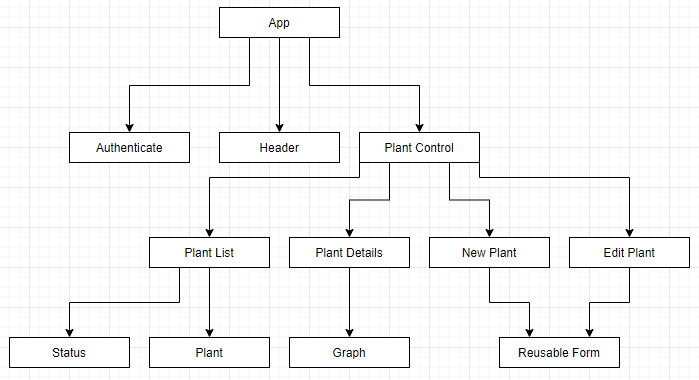 App
Authenticate
Header
Plant Control
Plant List
Plant Details
New Plant
Edit Plant
Status
Plant
Graph
Reusable Form